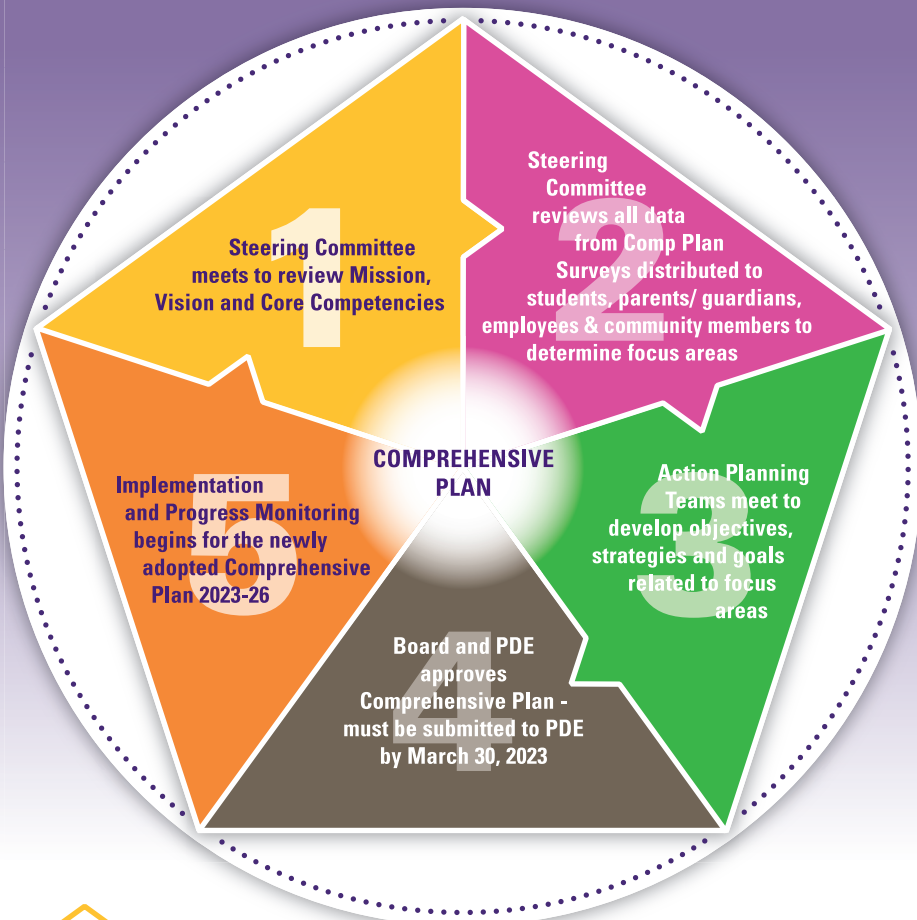 1
Steering Committee
meets to review Mission,
Vision and Core Competencies
2
Steering
Committee
reviews all data
from Comp Plan
Surveys distributed to
students, parents/ guardians,
employees & community members to
determine focus areas
3
Action Planning
Teams meet to
develop objectives,
strategies and goals
related to focus
areas
4
Board and PDE
approves
Comprehensive Plan -
must be submitted to PDE
by March 30, 2023
5
Implementation
and Progress Monitoring
begins for the newly
adopted Comprehensive
Plan 2023-26
COMPREHENSIVE
PLAN